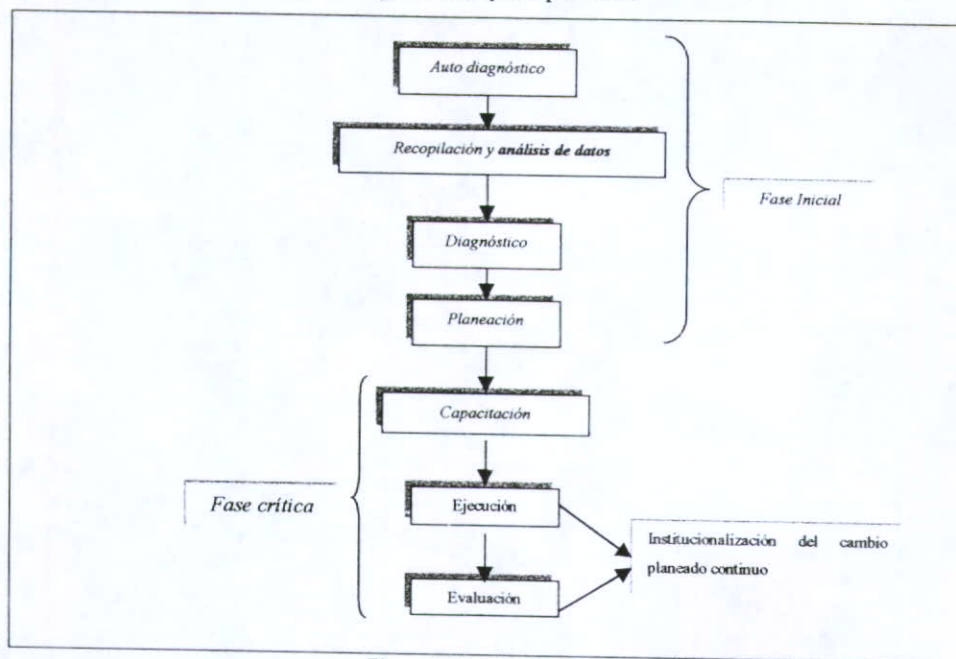 Auto diagnóstico
Recopilación y análisis de datos
Fase Inicial
Diagnóstico
Planeación
Capacitación
Fase crítica
Ejecución
Institucionalización del cambio
planeado continuo
Evaluación